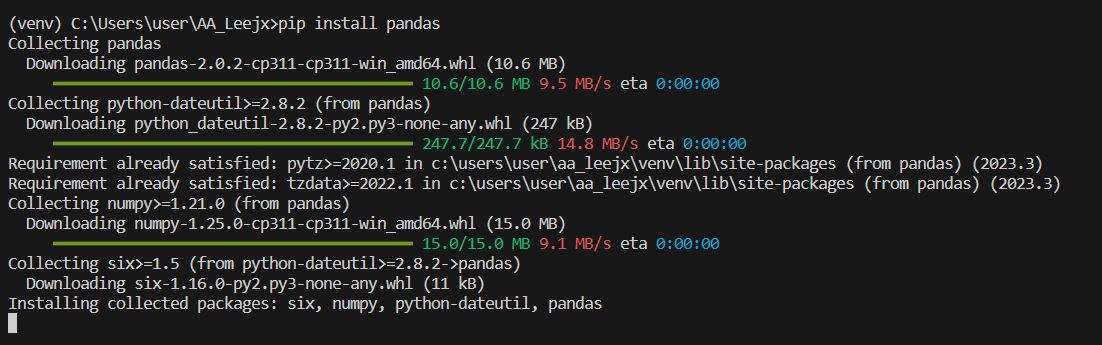 (venv) C:\Users\user\AA_Leejx>pip install pandas
Collecting pandas
  Downloading pandas-2.0.2-cp311-cp311-win_amd64.whl (10.6 MB)
10.6/10.6 MB 9.5 MB/s eta 0:00:00
Collecting python-dateutil>=2.8.2 (from pandas)
  Downloading python_dateutil-2.8.2-py2.py3-none-any.whl (247 kB)
247.7/247.7 kB 14.8 MB/s eta 0:00:00
Requirement already satisfied: pytz>=2020.1 in c:\users\user\aa_leejx\venv\lib\site-packages (from pandas) (2023.3)
Requirement already satisfied: tzdata>=2022.1 in c:\users\user\aa_leejx\venv\lib\site-packages (from pandas) (2023.3)
Collecting numpy>=1.21.0 (from pandas)
  Downloading numpy-1.25.0-cp311-cp311-win_amd64.whl (15.0 MB)
15.0/15.0 MB 9.1 MB/s eta 0:00:00
Collecting six>=1.5 (from python-dateutil>=2.8.2->pandas)
  Downloading six-1.16.0-py2.py3-none-any.whl (11 kB)
Installing collected packages: six, numpy, python-dateutil, pandas